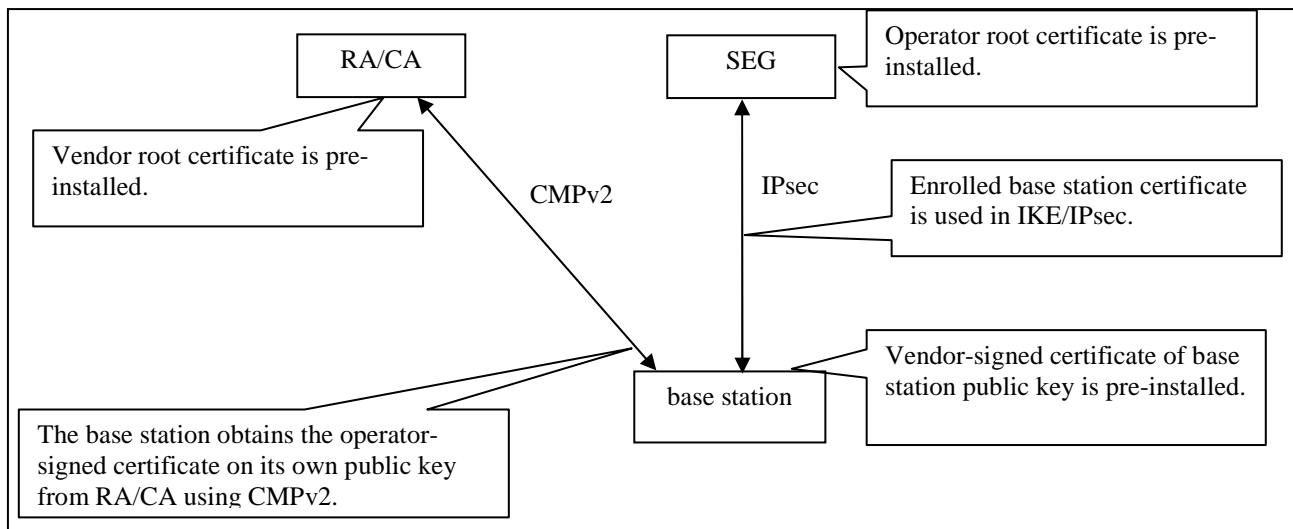 RA/CA
SEG
Operator root certificate is pre-
installed.
Vendor root certificate is pre-
installed.
CMPv2
IPsec
Enrolled base station certificate
is used in IKE/IPsec.
Vendor-signed certificate of base
station public key is pre-installed.
base station
The base station obtains the operator-
signed certificate on its own public key
from RA/CA using CMPv2.